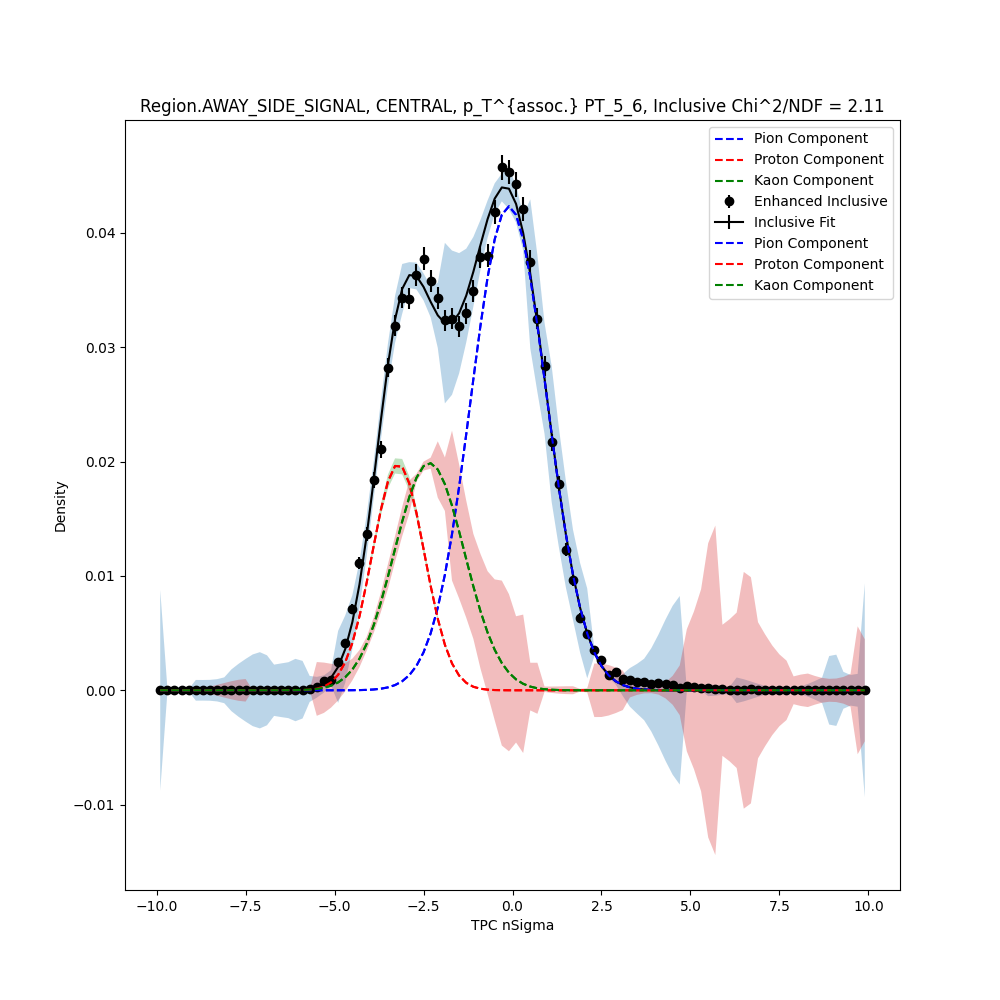 Region.AWAY_SIDE_SIGNAL, CENTRAL, p_T^{assoc.} PT_5_6, Inclusive Chi^2/NDF = 2.11
Pion Component
Proton Component
Kaon Component
Enhanced Inclusive
Inclusive Fit
Pion Component
Proton Component
Kaon Component
0.04
0.03
0.02
0.01
0.00
−0.01
Density
−10.0 −7.5 −5.0 −2.5 0.0 2.5 5.0 7.5 10.0
TPC nSigma